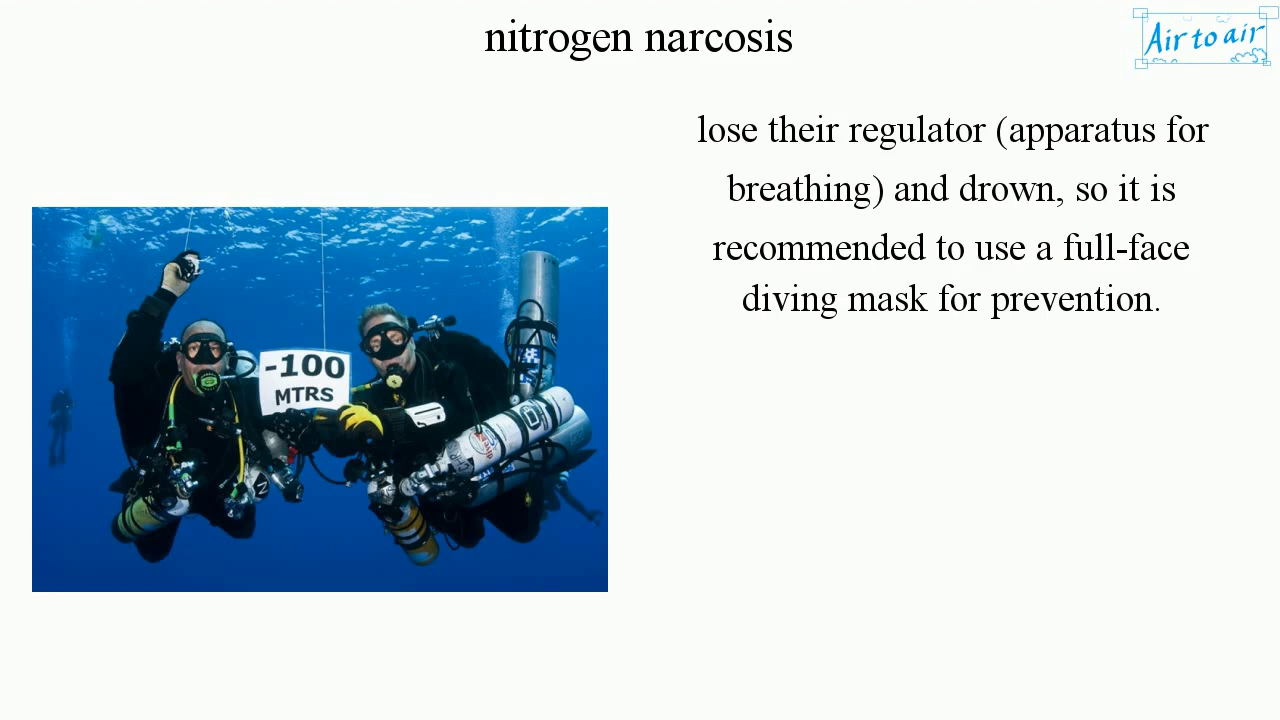 nitrogen narcosis
Air to air
lose their regulator (apparatus for
breathing) and drown, so it is
recommended to use a full-face
diving mask for prevention.
-100
MTRS